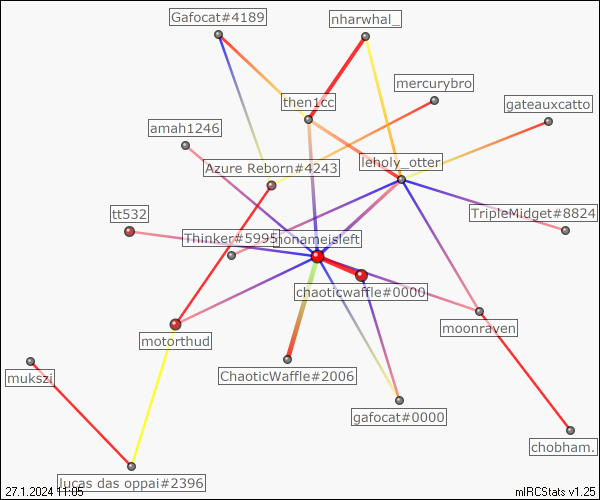 Gafocat#4189
nharwhal_
mercurybro
then1cc
gateauxcatto
amah1246
leholy_otter
Azure Reborn#4243
tt532
TripleMidget#8824
Thinker#5995
nonameisleft
chaoticwaffle#0000
moonraven
motorthud
mukszi
ChaoticWaffle#2006
gafocat#0000
chobham.
lucas das oppai#2396
27.1.2024 11:05
mIRCStats v1.25